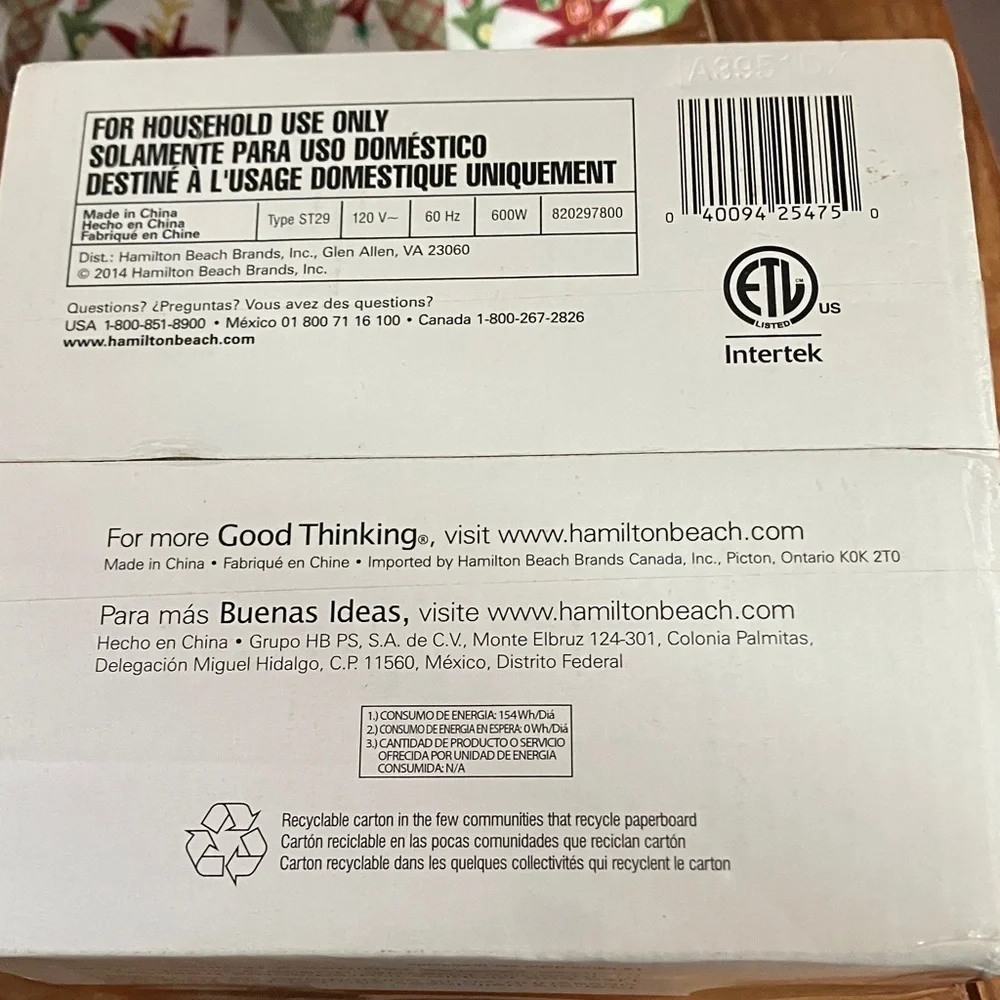 FOR HOUSEHOLD USE ONLY
SOLAMENTE PARA USO DOMÉSTICO
DESTINÉ À L'USAGE DOMESTIQUE UNIQUEMENT
Made in China
Hecho en China
Fabriqué en Chine
Type ST29
120 V~
60 Hz
600W
820297800
Dist.: Hamilton Beach Brands, Inc., Glen Allen, VA 23060
© 2014 Hamilton Beach Brands, Inc.
0 40094 25475 0
ETL CM
LISTED
US
Intertek
Questions? ¿Preguntas? Vous avez des questions?
USA 1-800-851-8900 • México 01 800 71 16 100 • Canada 1-800-267-2826
www.hamiltonbeach.com
For more Good Thinking®, visit www.hamiltonbeach.com
Made in China • Fabriqué en Chine • Imported by Hamilton Beach Brands Canada, Inc., Picton, Ontario K0K 2T0
Para más Buenas Ideas, visite www.hamiltonbeach.com
Hecho en China • Grupo HB PS, S.A. de C.V., Monte Elbruz 124-301, Colonia Palmitas,
Delegación Miguel Hidalgo, C.P. 11560, México, Distrito Federal
1.) CONSUMO DE ENERGIA: 154 Wh/Diá
2.) CONSUMO DE ENERGIA EN ESPERA: 0 Wh/Diá
3.) CANTIDAD DE PRODUCTO O SERVICIO
OFRECIDA POR UNIDAD DE ENERGIA
CONSUMIDA: N/A
Recyclable carton in the few communities that recycle paperboard
Cartón reciclable en las pocas comunidades que reciclan cartón
Carton recyclable dans les quelques collectivités qui recyclent le carton